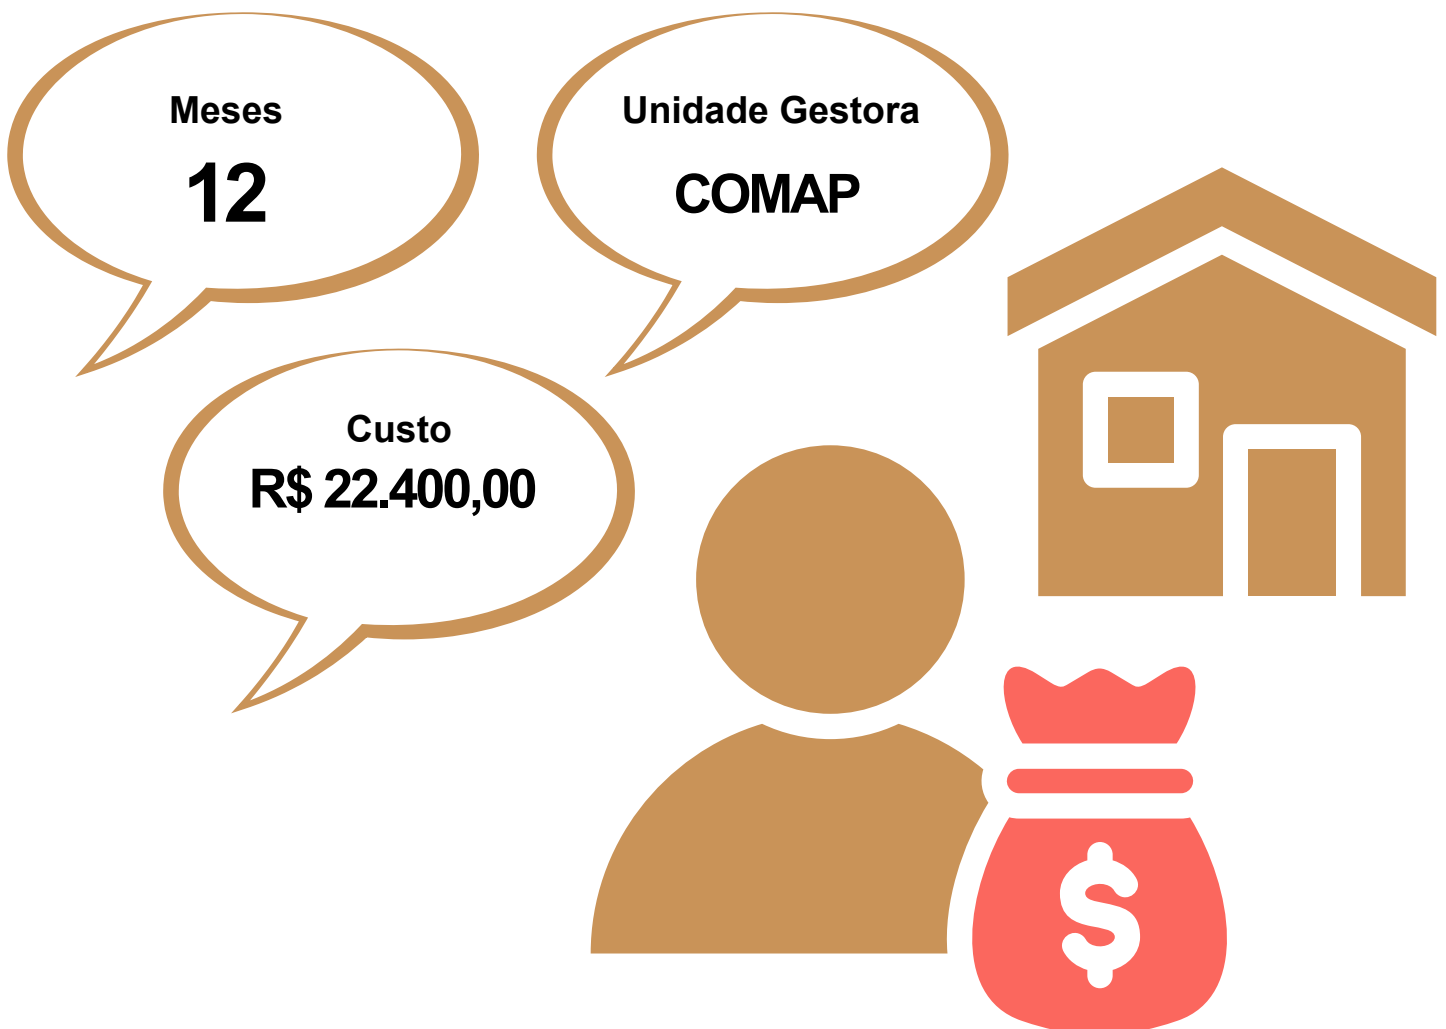 Meses
12
Unidade Gestora
COMAP
Custo
R$ 22.400,00
$